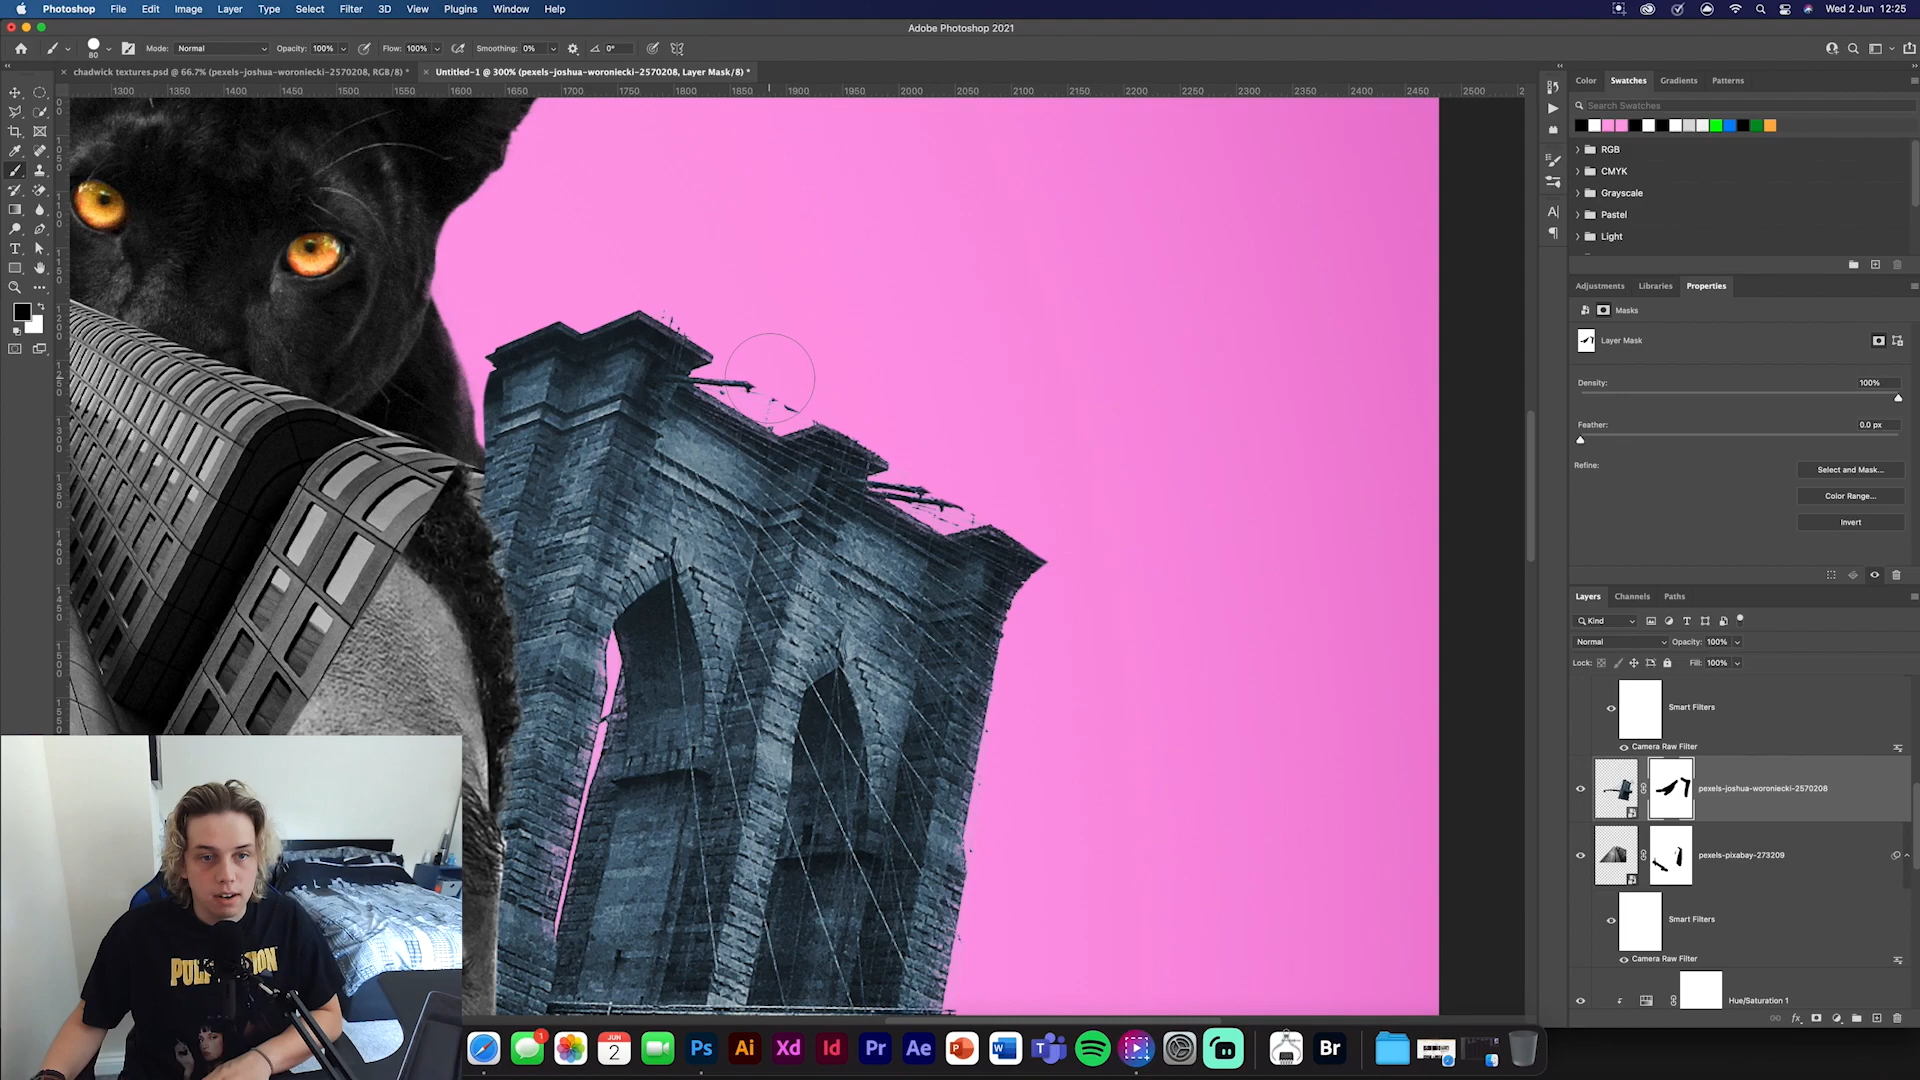 Photoshop File Edit Image Layer Type Select Filter 3D View Plugins Window Help Wed 2 Jun 12:25
Adobe Photoshop 2021
80 Mode: Normal Opacity: 100% Flow: 100% Smoothing: 0% 0°
chadwick textures.psd @ 66.7% (pexels-joshua-woroniecki-2570208, RGB/8) *
Untitled-1 @ 300% (pexels-joshua-woroniecki-2570208, Layer Mask/8) *
1300 1350 1400 1450 1500 1550 1600 1650 1700 1750 1800 1850 1900 1950 2000 2050 2100 2150 2200 2250 2300 2350 2400 2450 2500
Color Swatches Gradients Patterns
Search Swatches
RGB
CMYK
Grayscale
Pastel
Light
Adjustments Libraries Properties
Masks
Layer Mask
Density: 100%
Feather: 0.0 px
Refine:
Select and Mask...
Color Range...
Invert
Layers Channels Paths
Kind
Normal Opacity: 100%
Lock: Fill: 100%
Smart Filters
Camera Raw Filter
pexels-joshua-woroniecki-2570208
pexels-pixabay-273209
Smart Filters
Camera Raw Filter
Hue/Saturation 1
1
JUN
2
Ps Ai Xd Id Pr Ae P W T Br